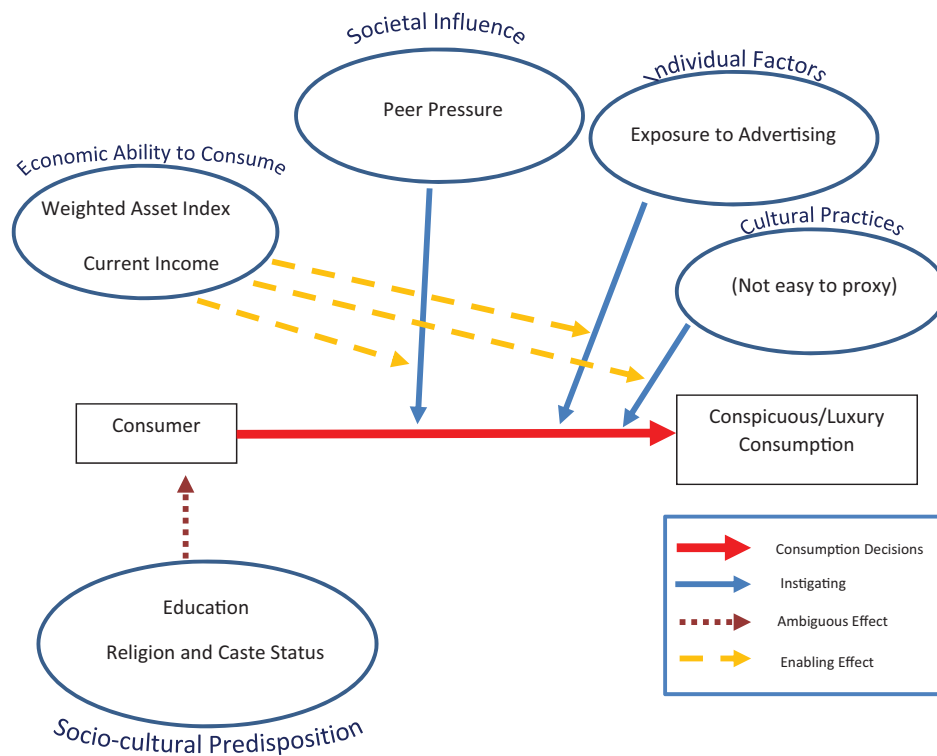 Societal Influence
Peer Pressure
Individual Factors
Exposure to Advertising
Economic Ability to Consume
Weighted Asset Index
Current Income
Cultural Practices
(Not easy to proxy)
Consumer
Conspicuous/Luxury
Consumption
Education
Religion and Caste Status
Socio-cultural Predisposition
Consumption Decisions
Instigating
Ambiguous Effect
Enabling Effect